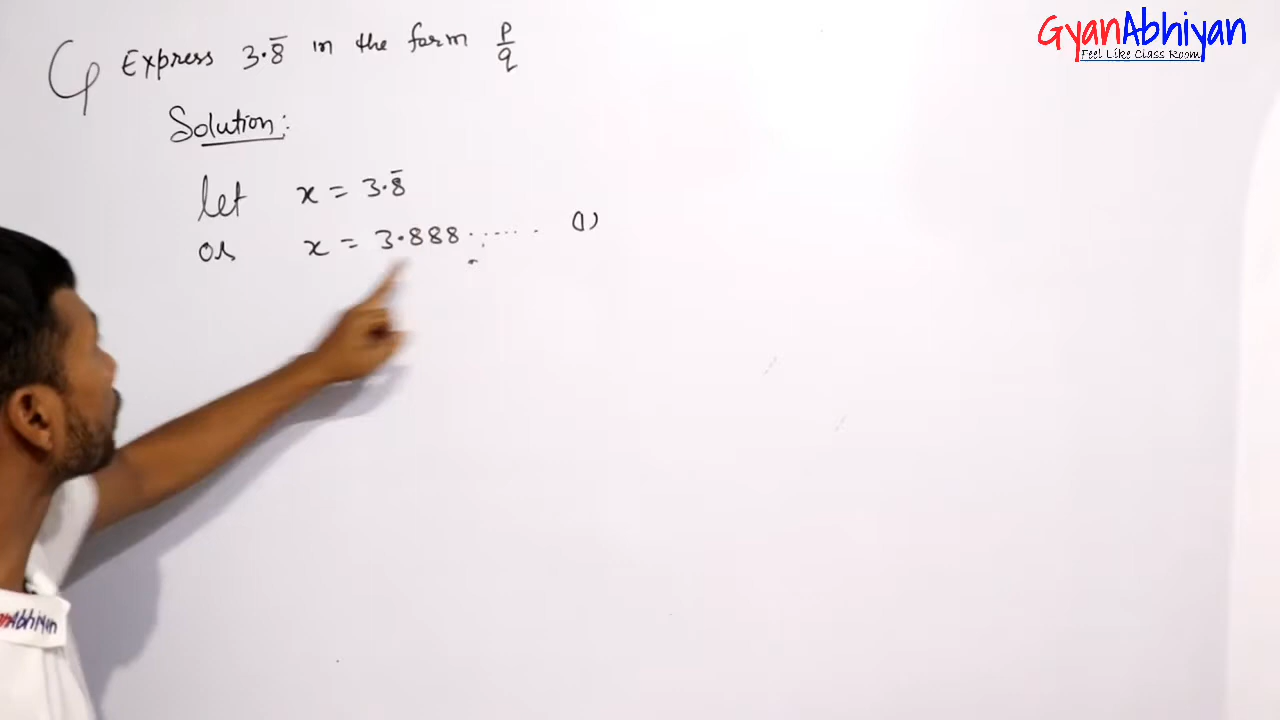 GyanAbhiyan
Feel Like Class Room
Q Express 3.8̅ in the form p/q
Solution:
let x = 3.8̅
or x = 3.888....... (1)
Abhiyan